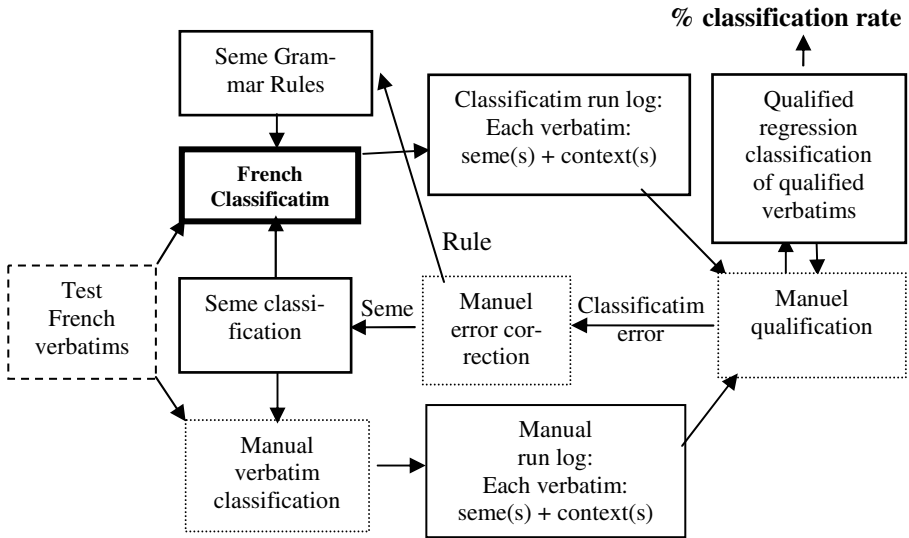 % classification rate
Seme Gram-
mar Rules
Classificatim run log:
Each verbatim:
seme(s) + context(s)
Qualified
regression
classification
of qualified
verbatims
French
Classificatim
Rule
Test
French
verbatims
Seme classi-
fication
Seme
Manuel
error cor-
rection
Classificatim
error
Manuel
qualification
Manual
verbatim
classification
Manual
run log:
Each verbatim:
seme(s) + context(s)